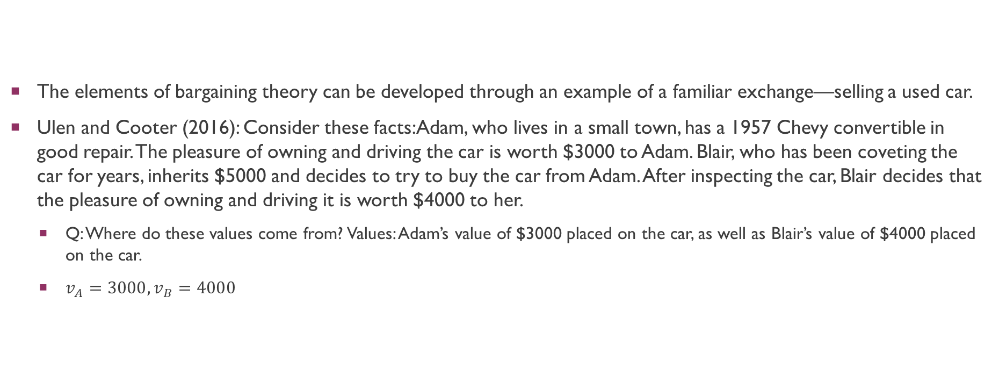 ▪ The elements of bargaining theory can be developed through an example of a familiar exchange—selling a used car.
▪ Ulen and Cooter (2016): Consider these facts: Adam, who lives in a small town, has a 1957 Chevy convertible in
good repair. The pleasure of owning and driving the car is worth $3000 to Adam. Blair, who has been coveting the
car for years, inherits $5000 and decides to try to buy the car from Adam. After inspecting the car, Blair decides that
the pleasure of owning and driving it is worth $4000 to her.
▪ Q: Where do these values come from? Values: Adam’s value of $3000 placed on the car, as well as Blair’s value of $4000 placed
on the car.
▪ v_A = 3000, v_B = 4000